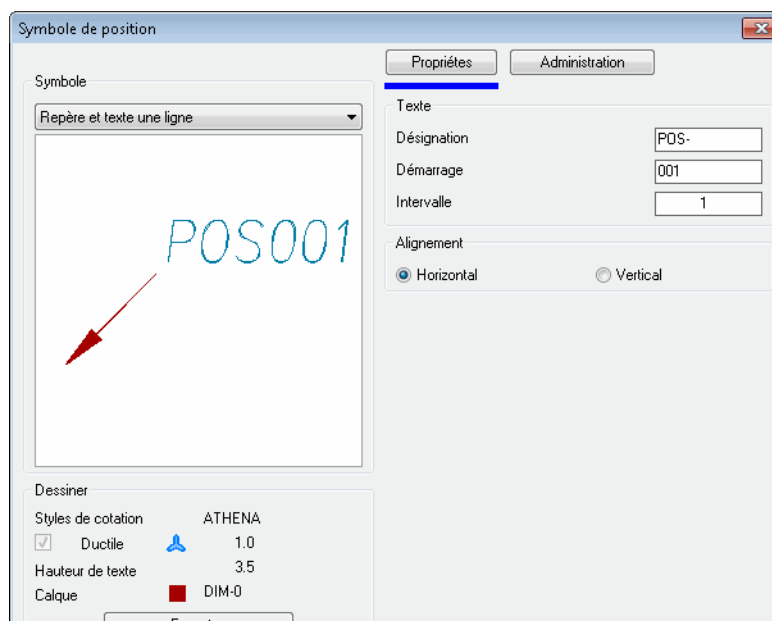 Symbole de position
Propriétes
Administration
Symbole
Repère et texte une ligne
POS001
Texte
Désignation
POS-
Démarrage
001
Intervalle
1
Alignement
Horizontal
Vertical
Dessiner
Styles de cotation
ATHENA
Ductile
1.0
Hauteur de texte
3.5
Calque
DIM-0